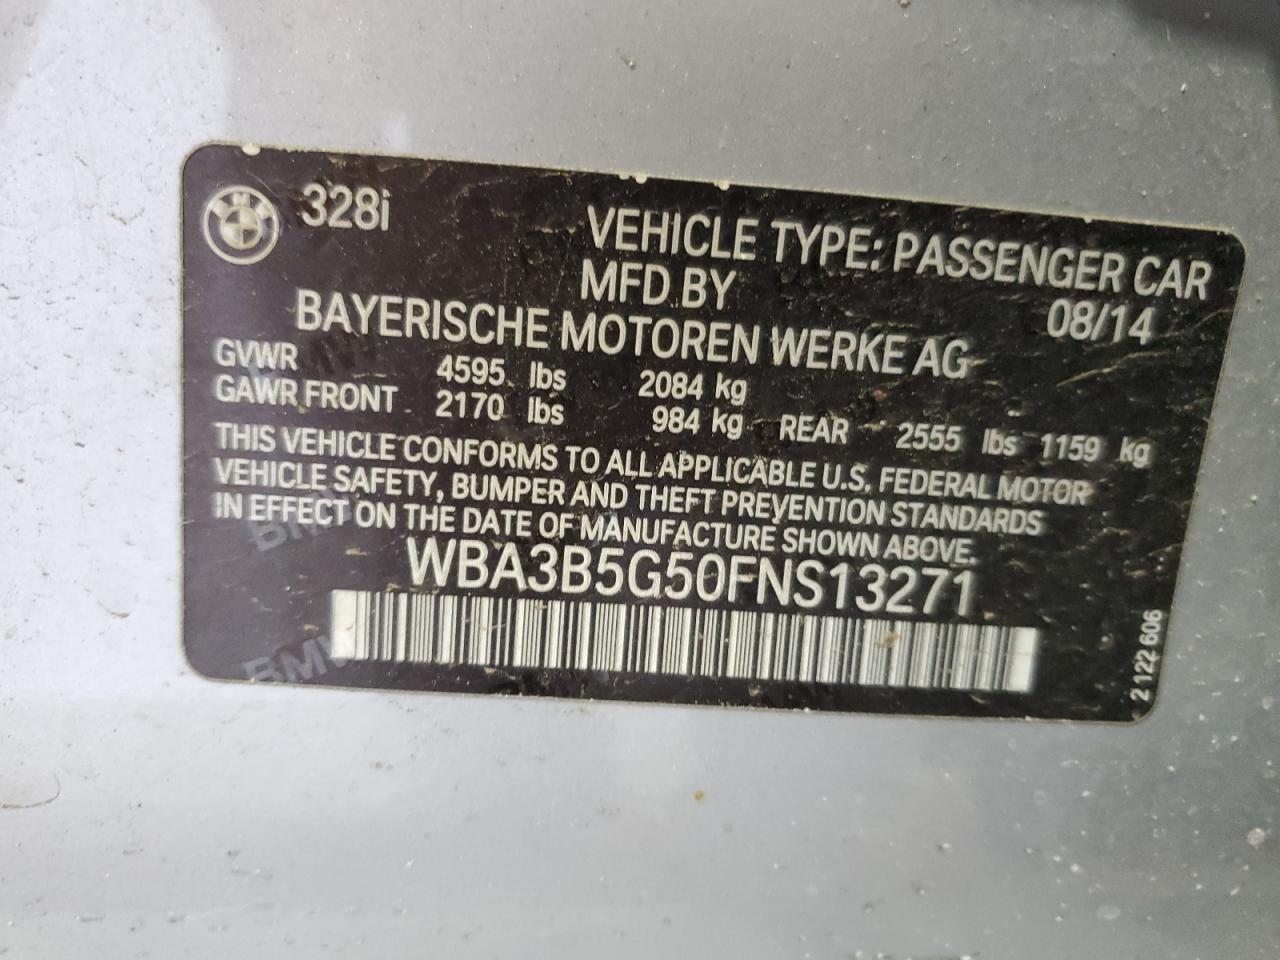 328i
VEHICLE TYPE: PASSENGER CAR
MFD BY 08/14
BAYERISCHE MOTOREN WERKE AG
GVWR 4595 lbs 2084 kg
GAWR FRONT 2170 lbs 984 kg REAR 2555 lbs 1159 kg
THIS VEHICLE CONFORMS TO ALL APPLICABLE U.S. FEDERAL MOTOR
VEHICLE SAFETY, BUMPER AND THEFT PREVENTION STANDARDS
IN EFFECT ON THE DATE OF MANUFACTURE SHOWN ABOVE.
WBA3B5G50FNS13271
2 122 606
BMW
BMW
BMW